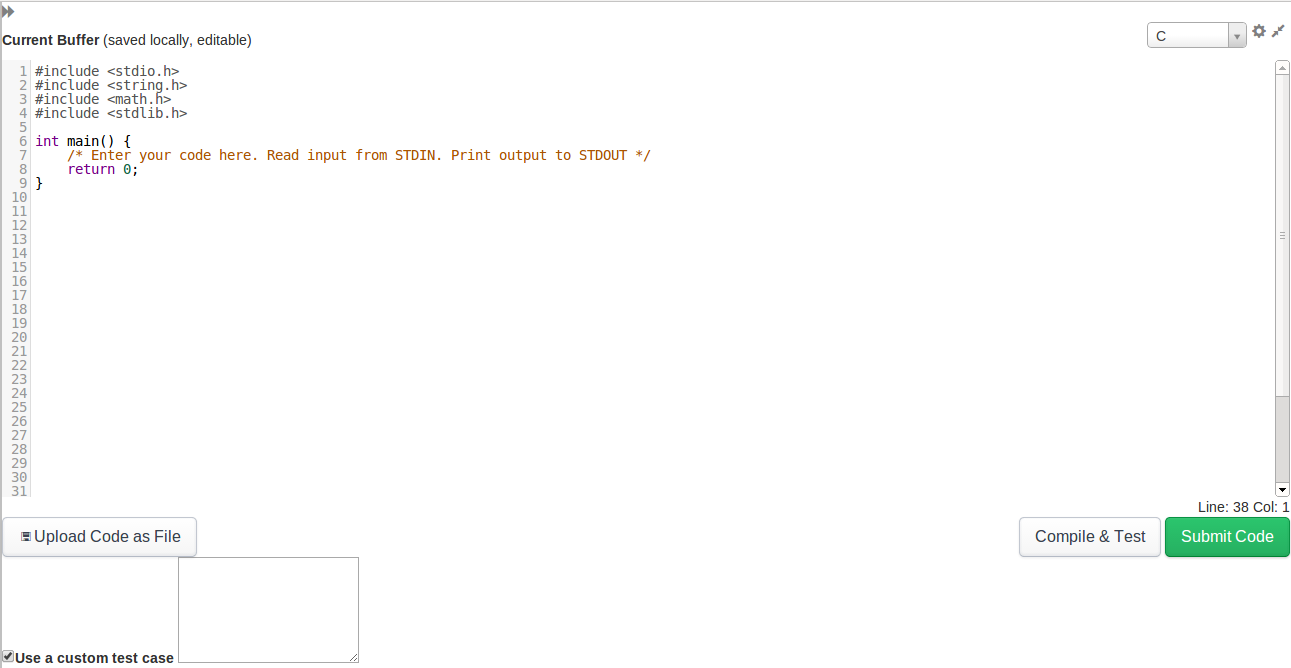 Current Buffer (saved locally, editable)
C
1 #include <stdio.h>
2 #include <string.h>
3 #include <math.h>
4 #include <stdlib.h>
5
6 int main() {
7     /* Enter your code here. Read input from STDIN. Print output to STDOUT */
8     return 0;
9 }
10
11
12
13
14
15
16
17
18
19
20
21
22
23
24
25
26
27
28
29
30
31
Line: 38 Col: 1
Upload Code as File
Compile & Test
Submit Code
Use a custom test case